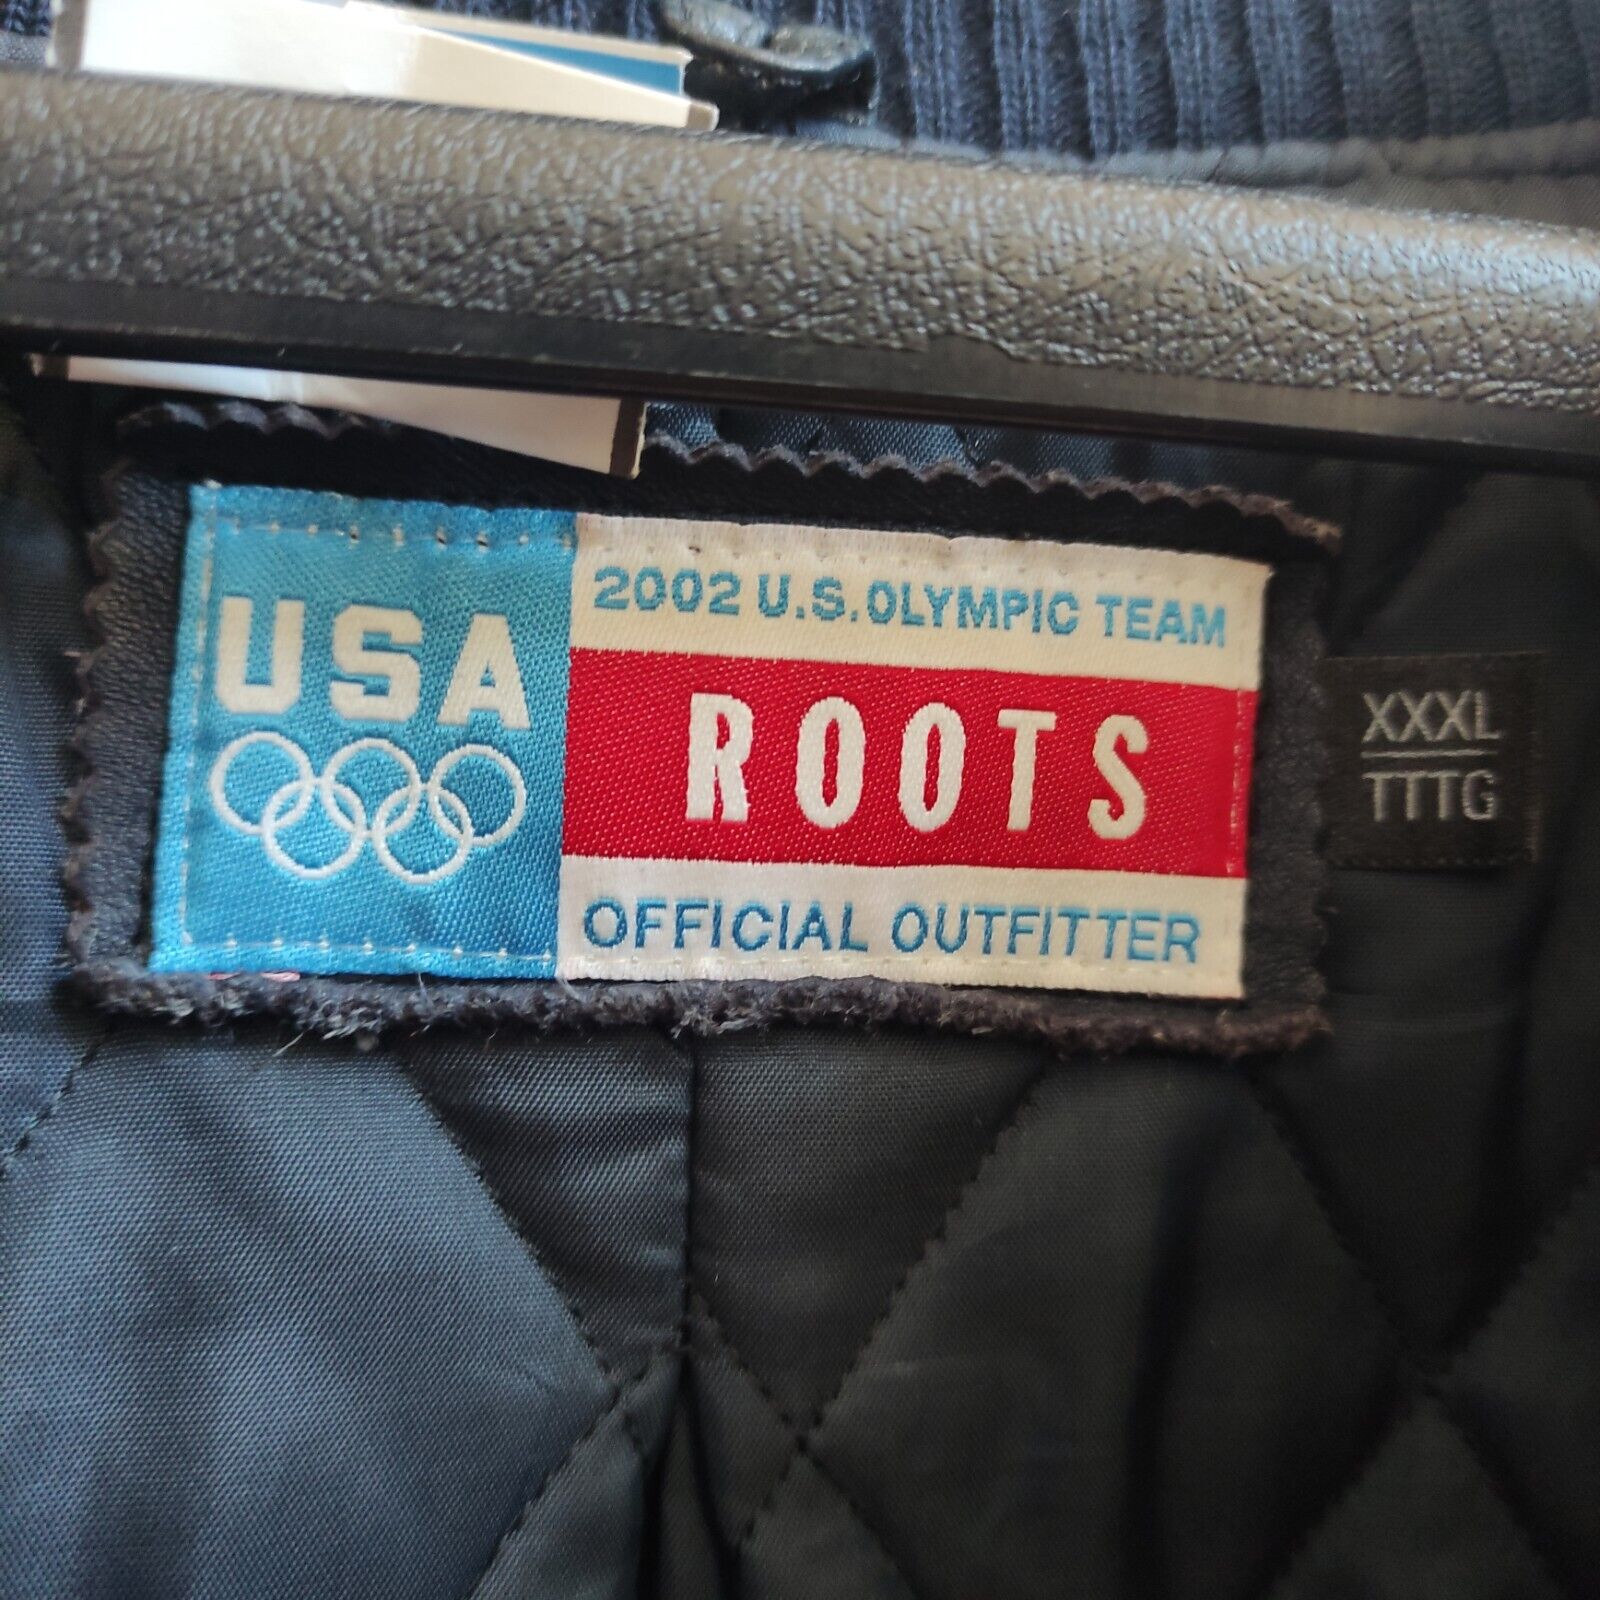 USA
2002 U.S. OLYMPIC TEAM
ROOTS
OFFICIAL OUTFITTER
XXXL
TTTG